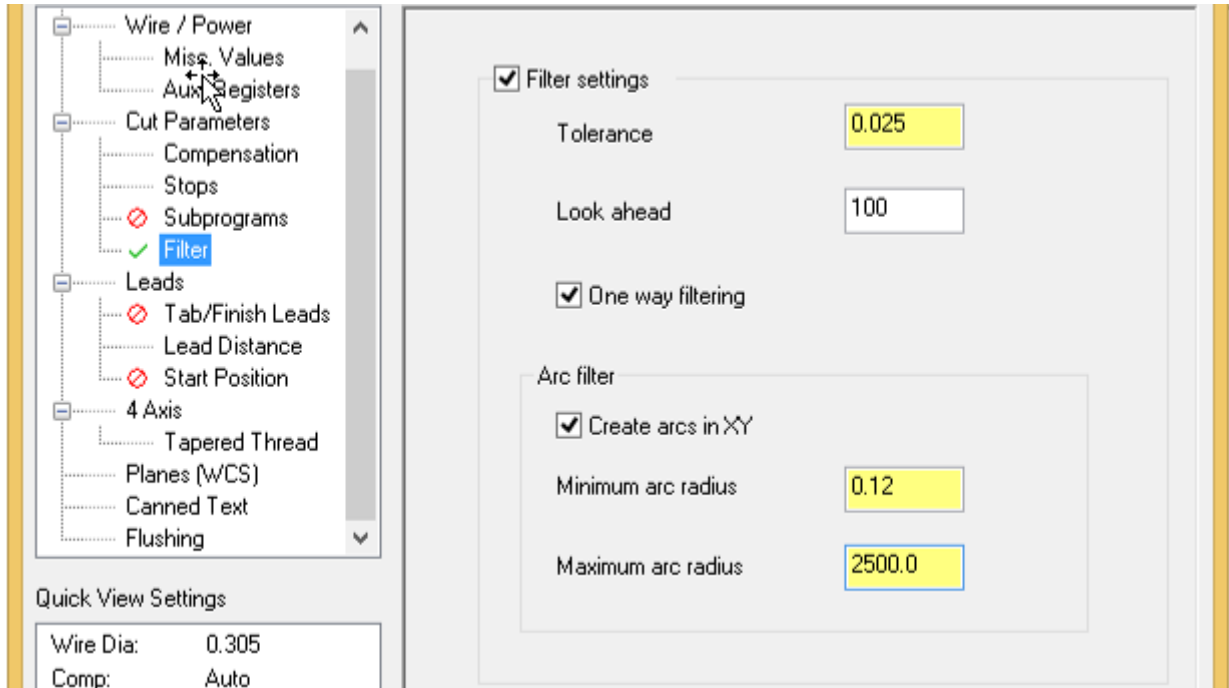 Wire / Power
Misc. Values
Aux. Registers
Cut Parameters
Compensation
Stops
Subprograms
Filter
Leads
Tab/Finish Leads
Lead Distance
Start Position
4 Axis
Tapered Thread
Planes (WCS)
Canned Text
Flushing
Quick View Settings
Wire Dia: 0.305
Comp: Auto
Filter settings
Tolerance 0.025
Look ahead 100
One way filtering
Arc filter
Create arcs in XY
Minimum arc radius 0.12
Maximum arc radius 2500.0